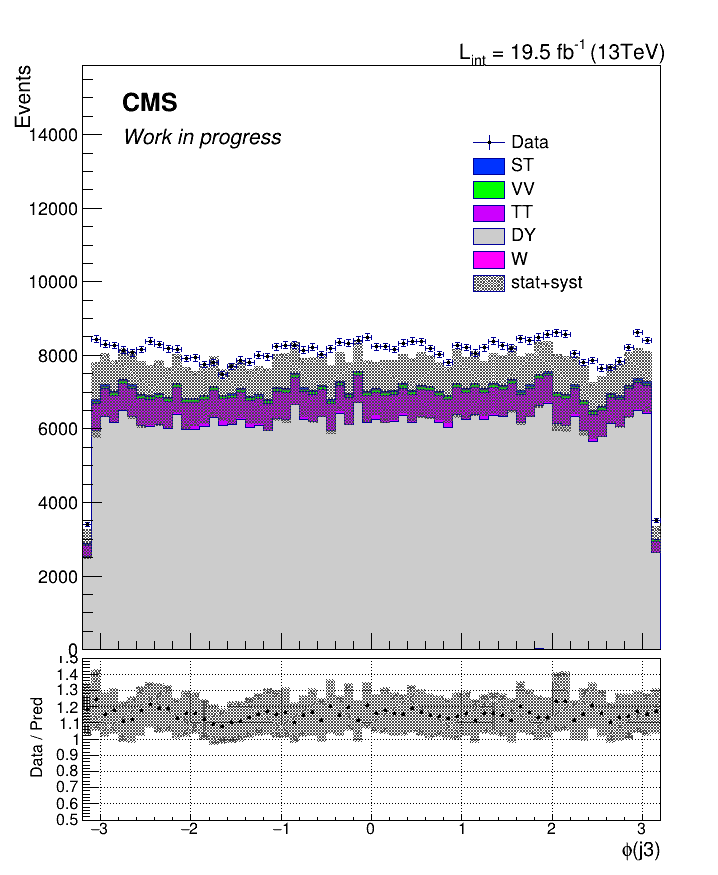 L_int = 19.5 fb^-1 (13TeV)
Events
CMS
Work in progress
14000
12000
10000
8000
6000
4000
2000
0
Data
ST
VV
TT
DY
W
stat+syst
Data / Pred
1.5
1.4
1.3
1.2
1.1
1
0.9
0.8
0.7
0.6
0.5
−3 −2 −1 0 1 2 3
ϕ(j3)